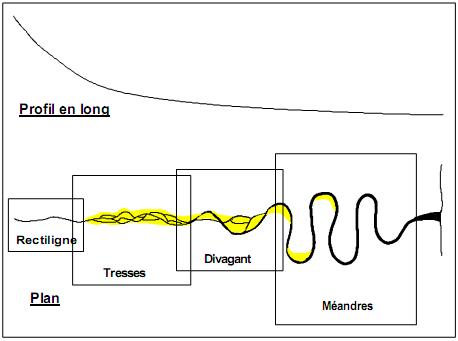 Profil en long
Rectiligne
Tresses
Divagant
Méandres
Plan